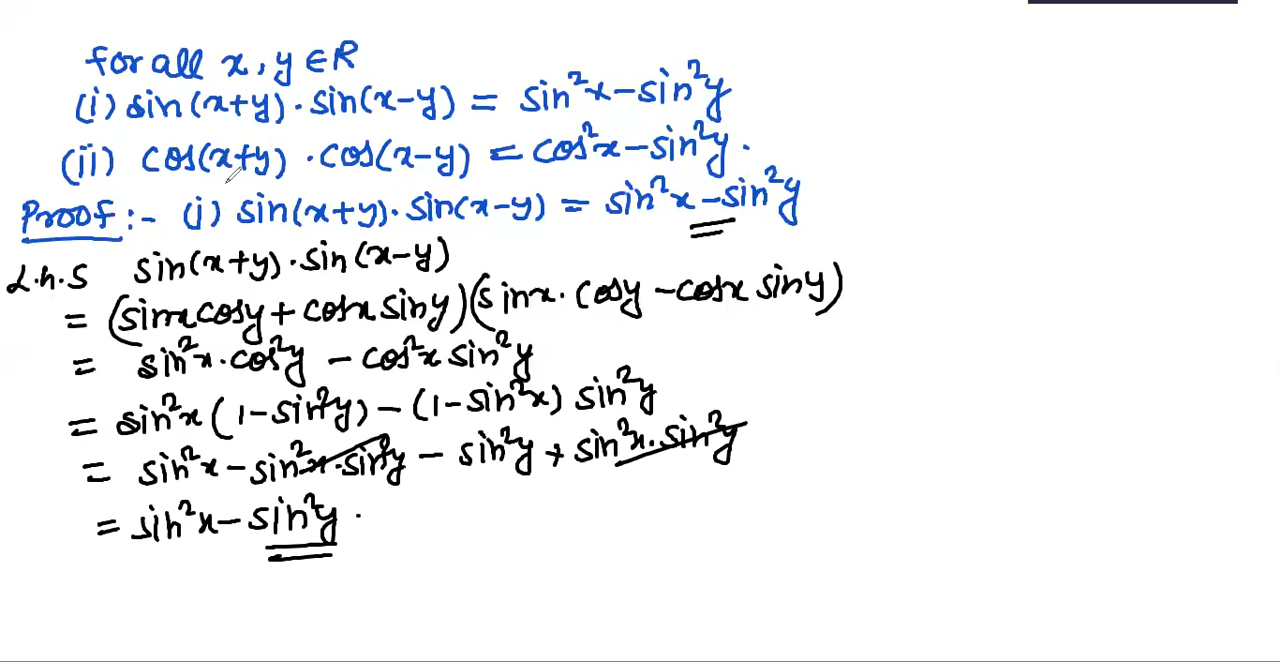 for all x, y ∈ R
(i) sin(x+y)·sin(x-y) = sin²x-sin²y
(ii) cos(x+y)·cos(x-y) = cos²x-sin²y.
Proof :- (i) sin(x+y)·sin(x-y) = sin²x-sin²y
L.h.S sin(x+y)·sin(x-y)
= (sinx cosy + cosx siny)(sinx·cosy - cosx siny)
= sin²x·cos²y - cos²x sin²y
= sin²x(1-sin²y) - (1-sin²x) sin²y
= sin²x - sin²x·sin²y - sin²y + sin²x·sin²y
= sin²x - sin²y.